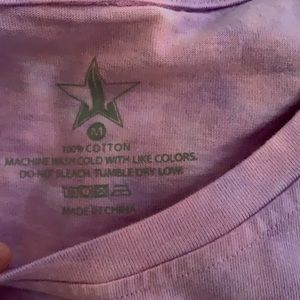 M
100% COTTON
MACHINE WASH COLD WITH LIKE COLORS.
DO NOT BLEACH. TUMBLE DRY LOW.
MADE IN CHINA